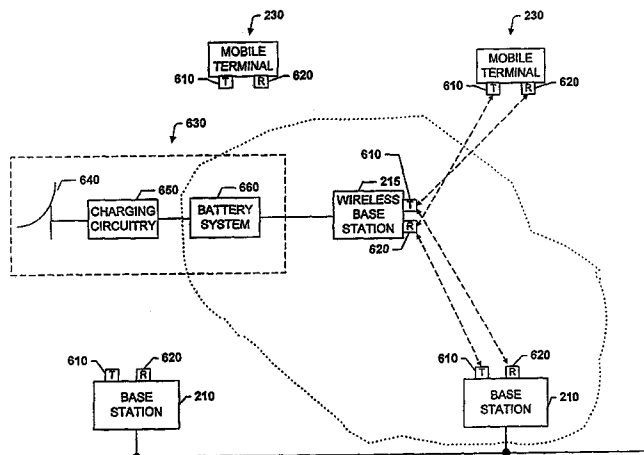 230
230
MOBILE
TERMINAL
MOBILE
TERMINAL
610
T
R
620
610
T
R
620
630
640
650
660
610
215
CHARGING
CIRCUITRY
BATTERY
SYSTEM
WIRELESS
BASE
STATION
T
R
620
610
T
R
620
610
T
R
620
BASE
STATION
210
BASE
STATION
210